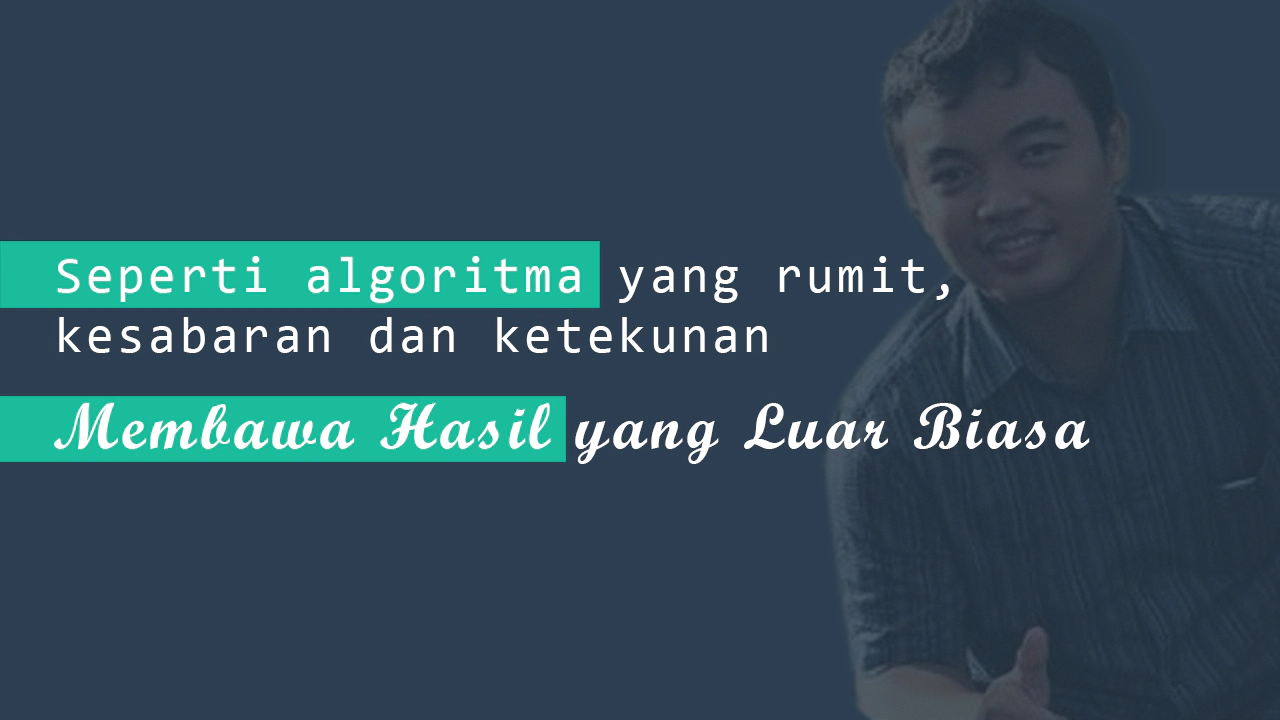 Seperti algoritma yang rumit,
kesabaran dan ketekunan
Membawa Hasil yang Luar Biasa